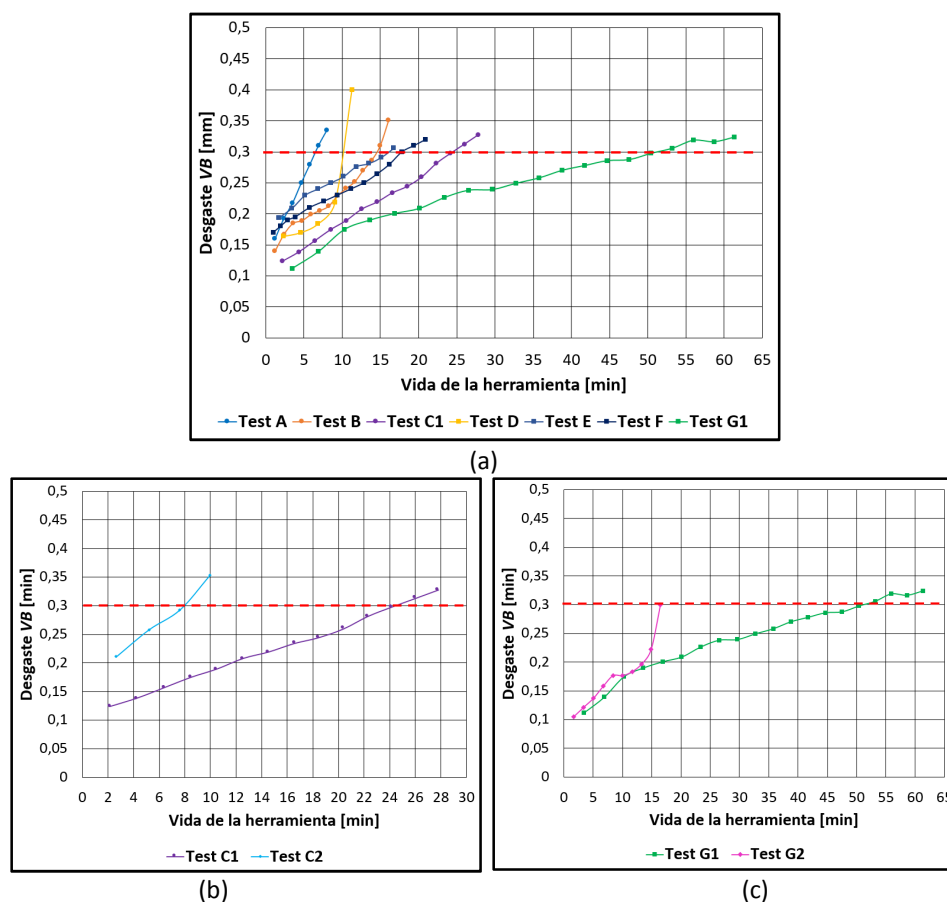 0,5
0,45
0,4
0,35
0,3
0,25
0,2
0,15
0,1
0,05
0
Desgaste VB [mm]
0 5 10 15 20 25 30 35 40 45 50 55 60 65
Vida de la herramienta [min]
Test A Test B Test C1 Test D Test E Test F Test G1
(a)
0,5
0,45
0,4
0,35
0,3
0,25
0,2
0,15
0,1
0,05
0
Desgaste VB [min]
0 2 4 6 8 10 12 14 16 18 20 22 24 26 28 30
Vida de la herramienta [min]
Test C1 Test C2
(b)
0,5
0,45
0,4
0,35
0,3
0,25
0,2
0,15
0,1
0,05
0
Desgaste VB [min]
0 5 10 15 20 25 30 35 40 45 50 55 60 65
Vida de la herramienta [min]
Test G1 Test G2
(c)